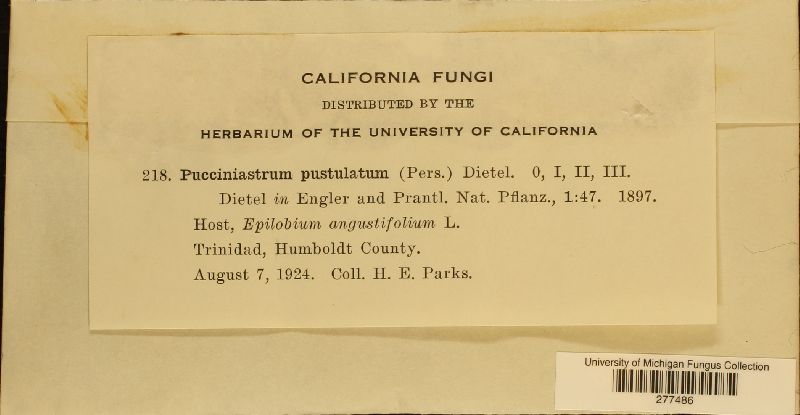 CALIFORNIA FUNGI
DISTRIBUTED BY THE
HERBARIUM OF THE UNIVERSITY OF CALIFORNIA
218. Pucciniastrum pustulatum (Pers.) Dietel. 0, I, II, III.
Dietel in Engler and Prantl. Nat. Pflanz., 1:47. 1897.
Host, Epilobium angustifolium L.
Trinidad, Humboldt County.
August 7, 1924. Coll. H. E. Parks.
University of Michigan Fungus Collection
277486